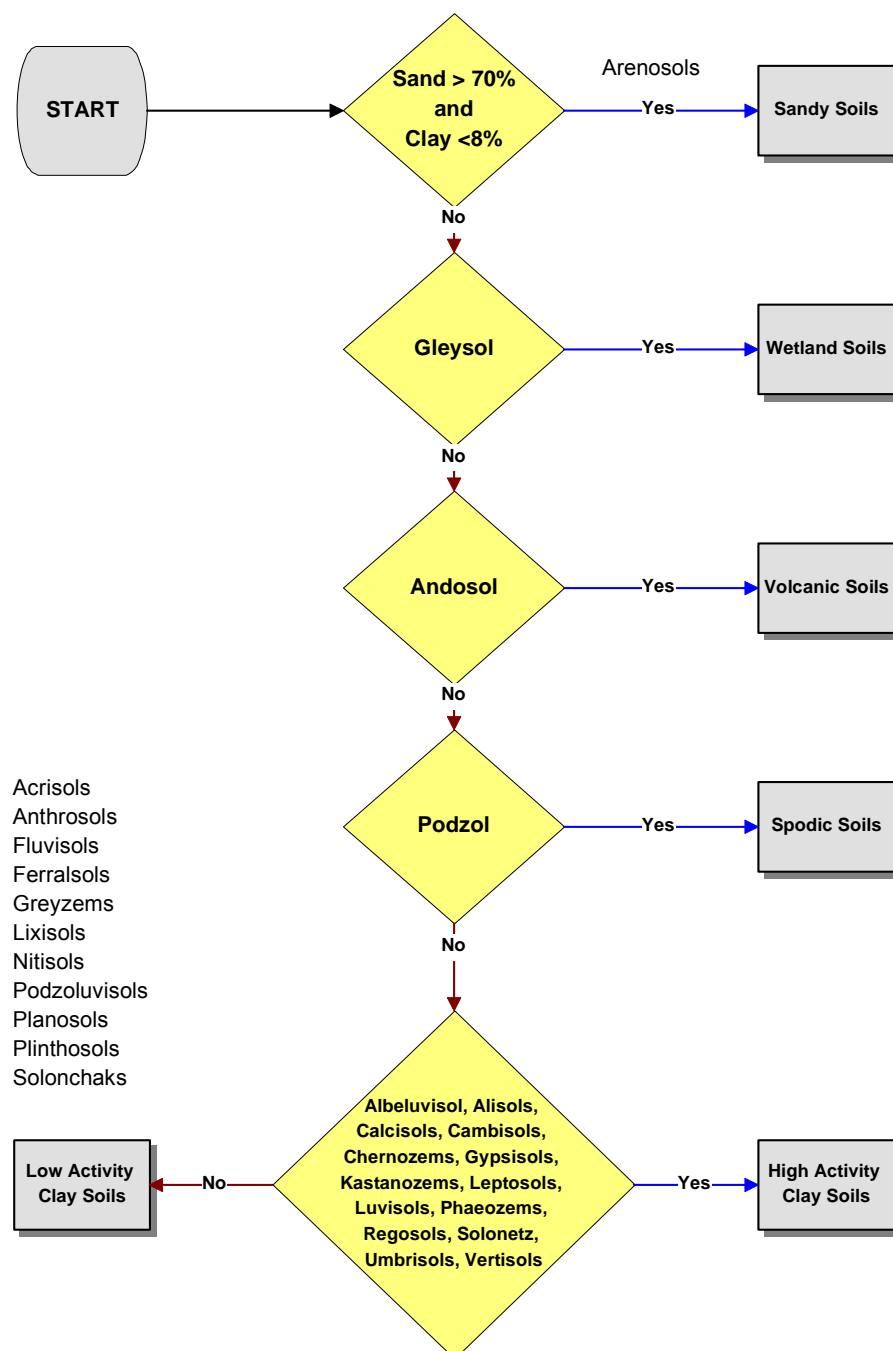 START
Sand > 70%
and
Clay <8%
Arenosols
Yes
Sandy Soils
No
Gleysol
Yes
Wetland Soils
No
Andosol
Yes
Volcanic Soils
No
Podzol
Yes
Spodic Soils
No
Acrisols
Anthrosols
Fluvisols
Ferralsols
Greyzems
Lixisols
Nitisols
Podzoluvisols
Planosols
Plinthosols
Solonchaks
Low Activity
Clay Soils
No
Albeluvisol, Alisols,
Calcisols, Cambisols,
Chernozems, Gypsisols,
Kastanozems, Leptosols,
Luvisols, Phaeozems,
Regosols, Solonetz,
Umbrisols, Vertisols
Yes
High Activity
Clay Soils